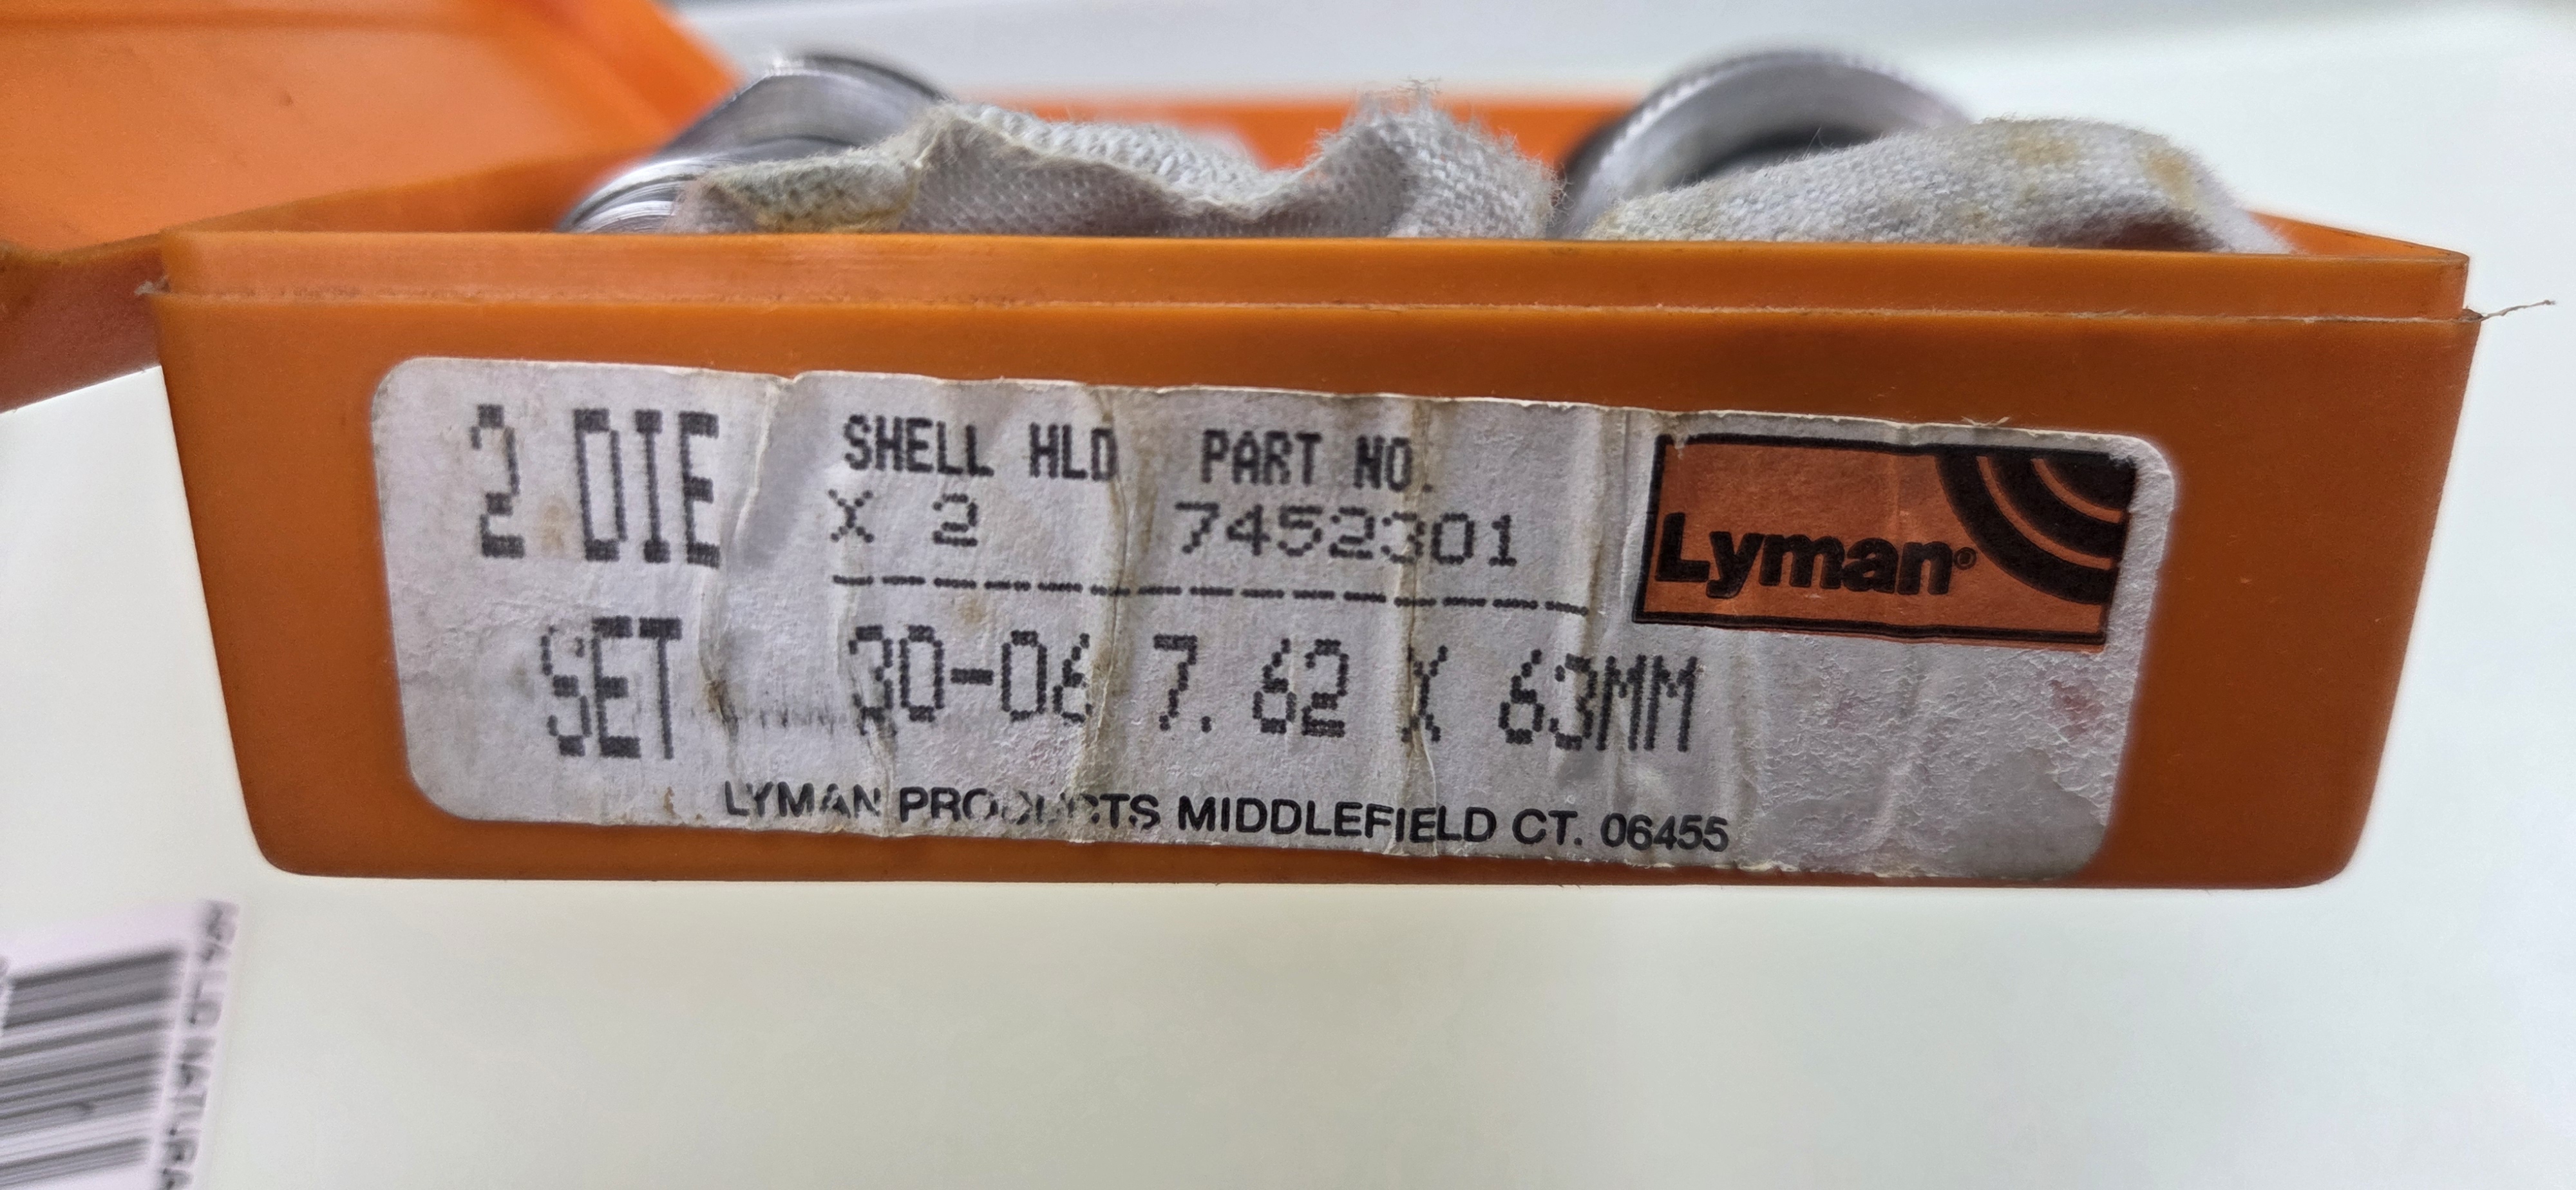 2 DIE SET
SHELL HLD PART NO.
X 2 7452301
30-06 7.62 X 63MM
Lyman®
LYMAN PRODUCTS MIDDLEFIELD CT. 06455